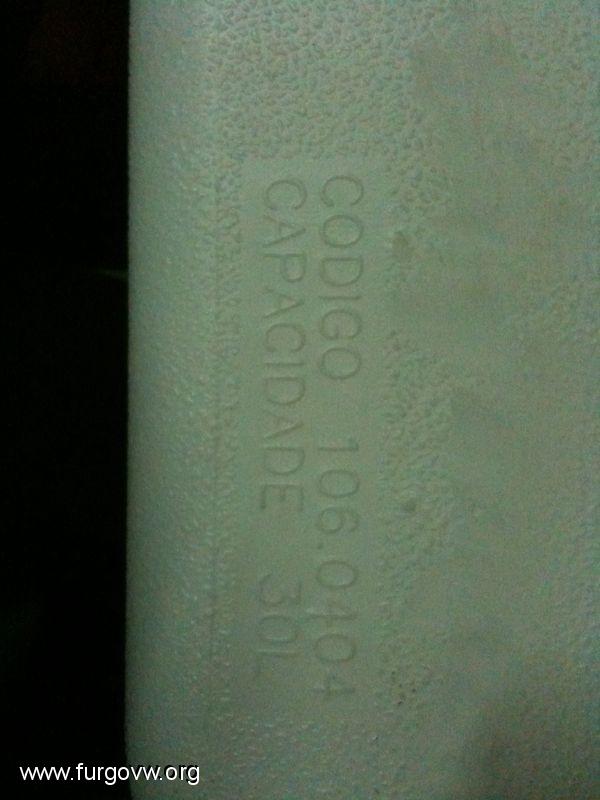 CODIGO 106.0404
CAPACIDADE 30L
www.furgovw.org